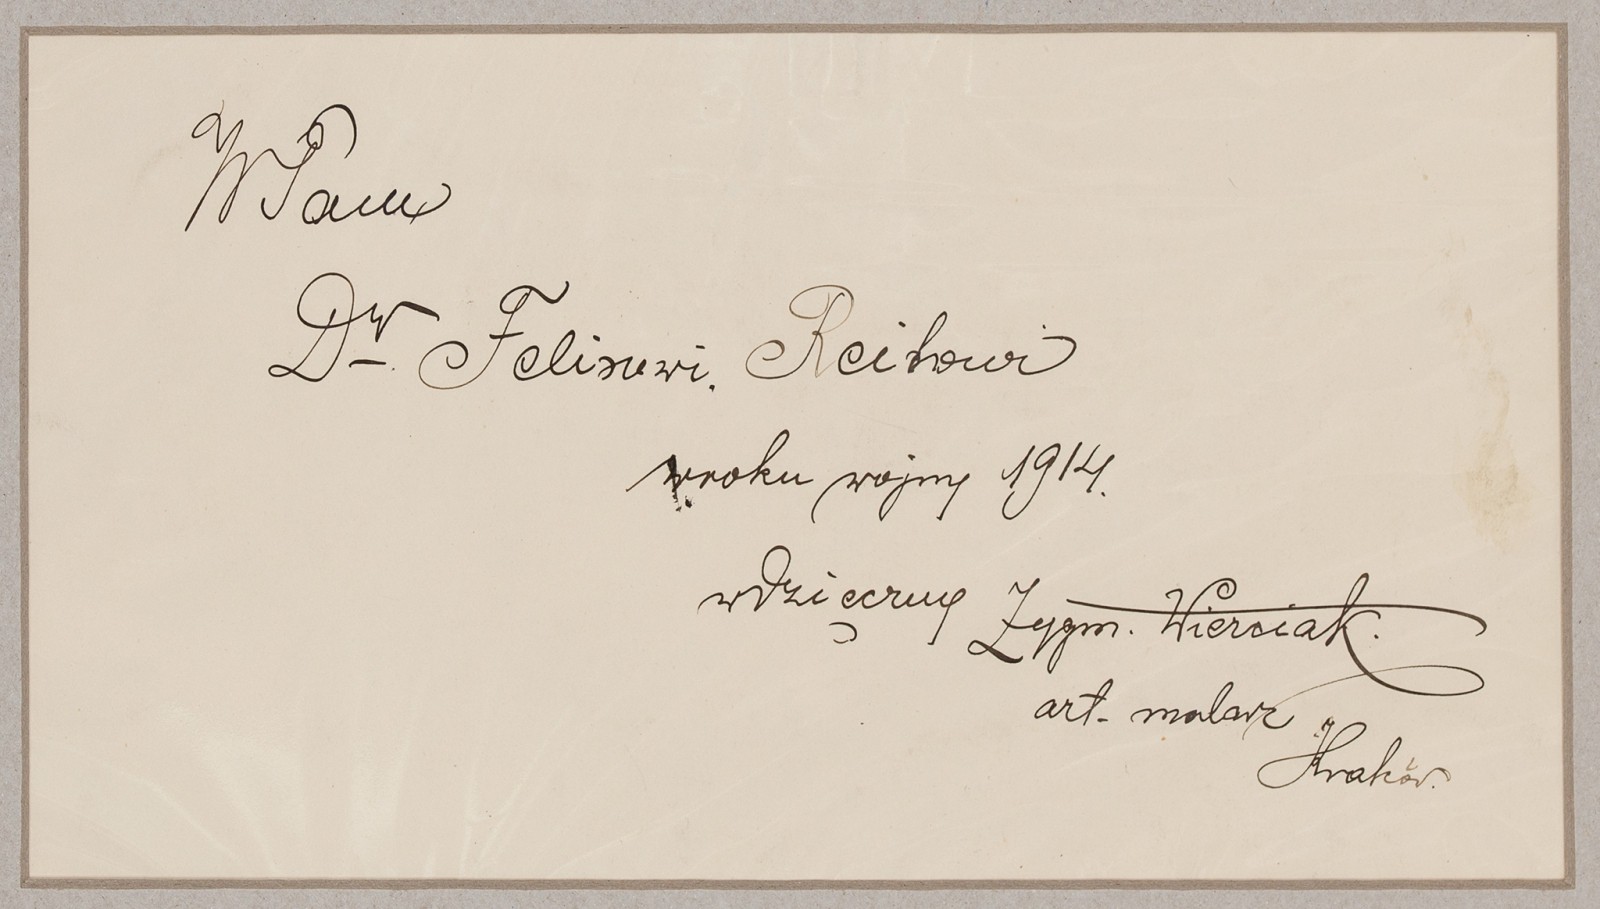 WPanu
Dr. Felixowi. Reitowi
w roku wojny 1914.
wdzięczny Zygm. Wierciak.
art. malarz
Kraków.